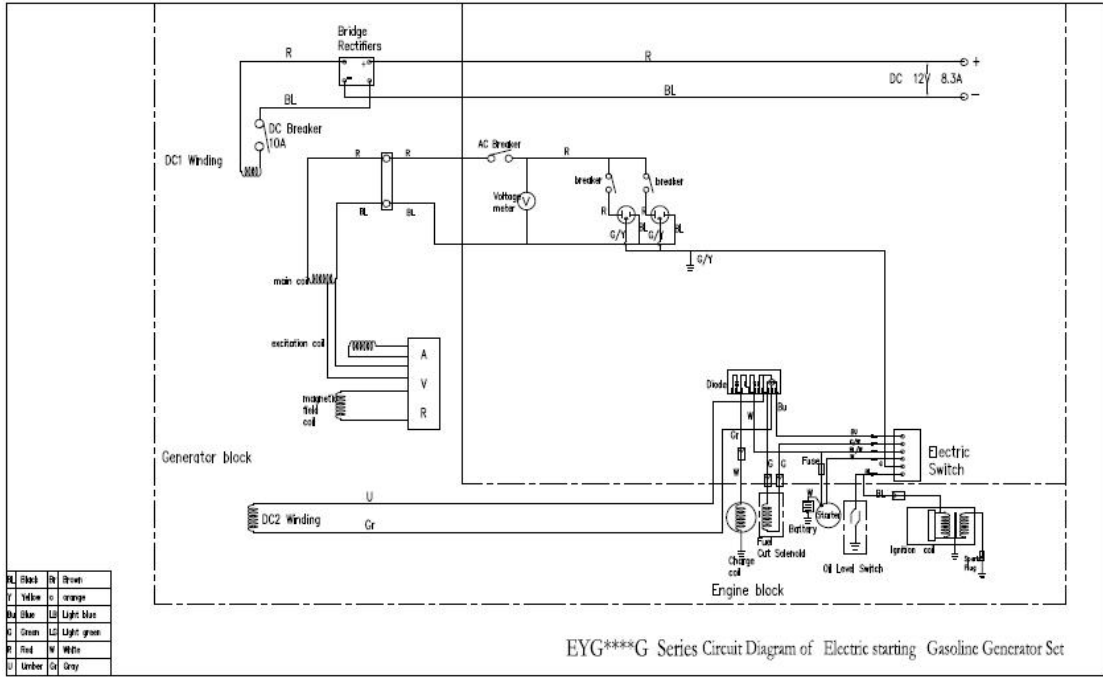 Bridge
Rectifiers
R
R
+
+
-
DC 12V 8.3A
BL
BL
-
DC Breaker
10A
DC1 Winding
R
R
AC Breaker
R
breaker
breaker
Voltage
meter
V
BL
BL
R
R
BL
BL
G/Y
G/Y
G/Y
main coil
excitation coil
A
V
R
magnetic
field
coil
Diode
W
Bu
Gr
W
G
G
BU
G/W
W
G
Fuse
Electric
Switch
Generator block
U
DC2 Winding
Gr
W
Battery
Starter
BL
Charge
coil
Fuel
Cut Solenoid
Oil Level Switch
Ignition coil
Spark
Plug
Engine block
BL Black Br Brown
Y Yellow o orange
Bu Blue LB Light blue
G Green LG Light green
R Red W White
U Umber Gr Gray
EYG****G Series Circuit Diagram of Electric starting Gasoline Generator Set